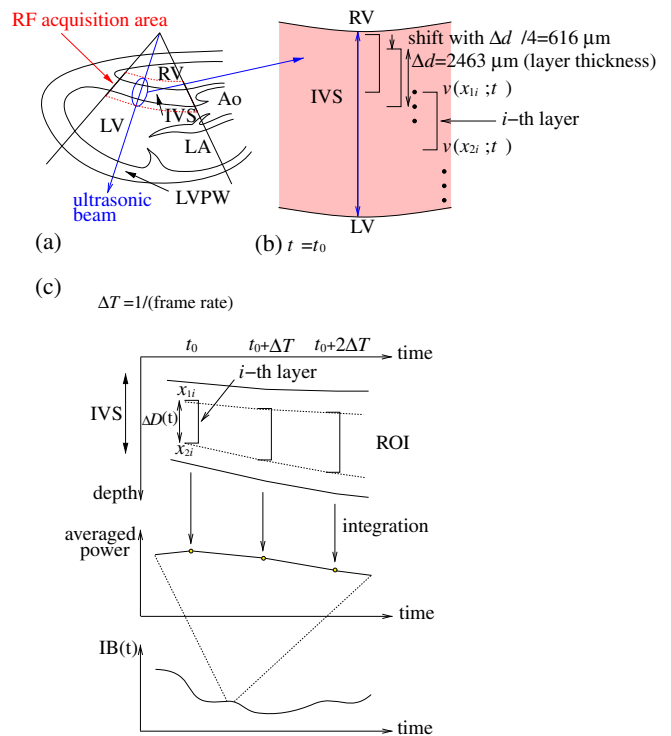 RF acquisition area
RV
Ao
IVS
LV
LA
LVPW
ultrasonic
beam
(a)
RV
shift with Δd /4=616 μm
Δd=2463 μm (layer thickness)
IVS
v(x1i ;t )
i−th layer
v(x2i ;t )
LV
(b) t =t0
(c)
ΔT =1/(frame rate)
t0 t0+ΔT t0+2ΔT time
i−th layer
x1i
IVS
ΔD(t)
ROI
x2i
depth
integration
averaged
power
time
IB(t)
time